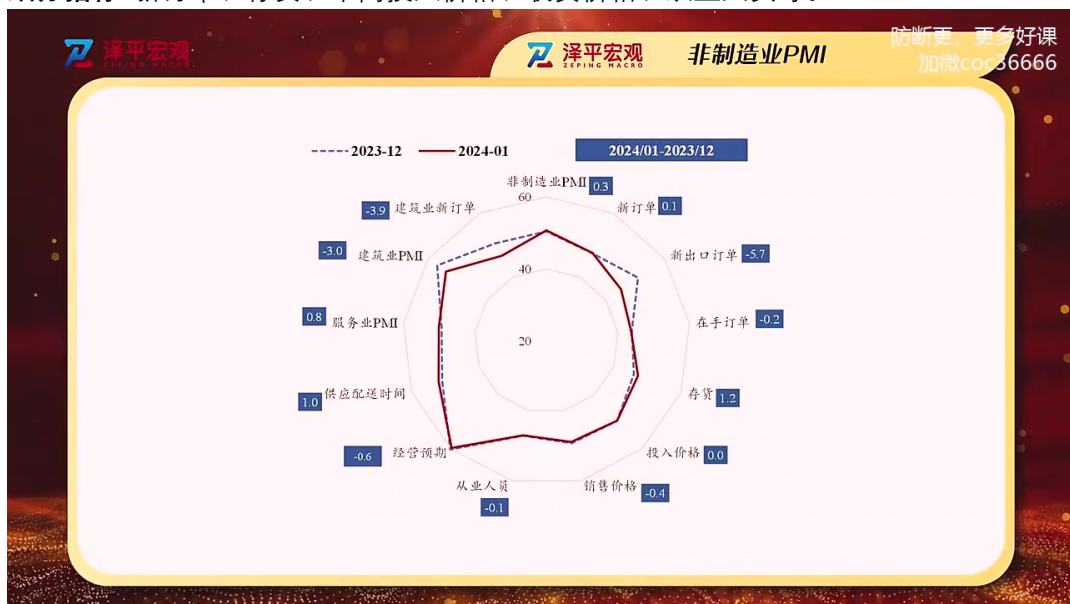 泽平宏观
泽平宏观
ZEPING MACRO
非制造业PMI
防断更，更多好课
加微coc36666
2023-12
2024-01
2024/01-2023/12
非制造业PMI 0.3
60
新订单 0.1
新出口订单 -5.7
在手订单 -0.2
存货 1.2
投入价格 0.0
销售价格 -0.4
从业人员
-0.1
经营预期
-0.6
供应配送时间
1.0
服务业PMI
0.8
建筑业PMI
-3.0
建筑业新订单
-3.9
40
20